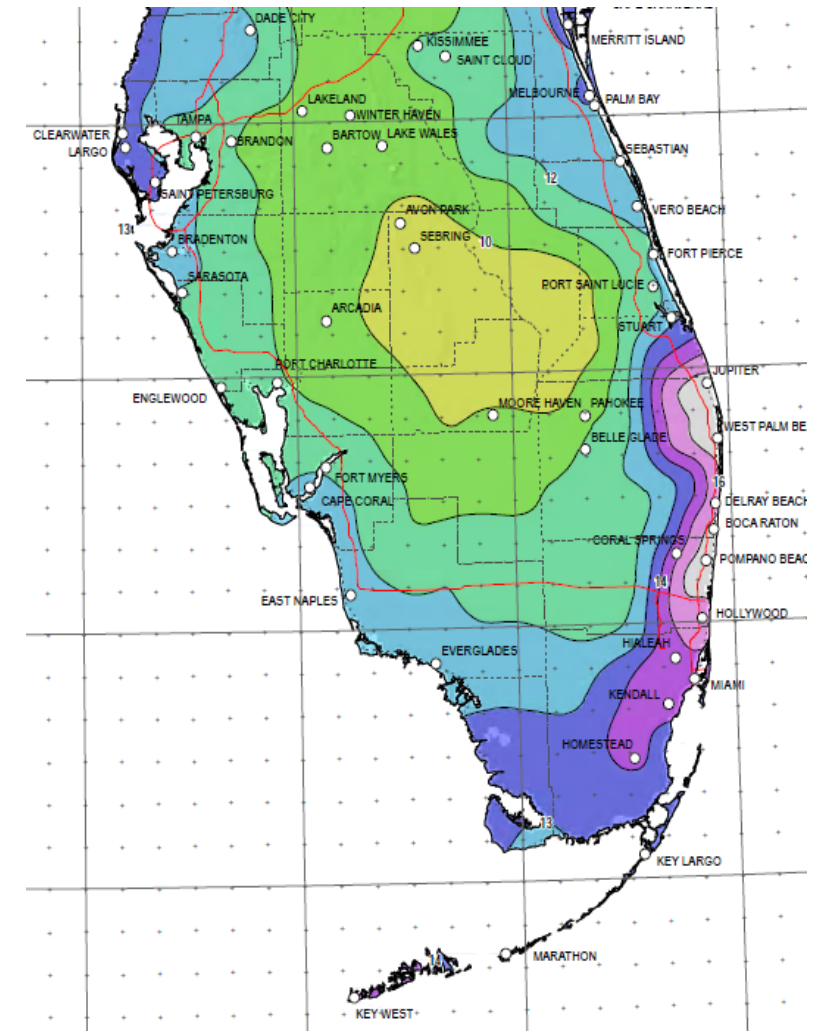 DADE CITY
KISSIMMEE
MERRITT ISLAND
SAINT CLOUD
MELBOURNE
PALM BAY
LAKELAND
WINTER HAVEN
TAMPA
CLEARWATER
BRANDON
BARTOW
LAKE WALES
LARGO
SEBASTIAN
12
SAINT PETERSBURG
AVON PARK
VERO BEACH
13
BRADENTON
SEBRING
10
FORT PIERCE
SARASOTA
PORT SAINT LUCIE
ARCADIA
STUART
PORT CHARLOTTE
JUPITER
ENGLEWOOD
MOORE HAVEN
PAHOKEE
WEST PALM BE
BELLE GLADE
FORT MYERS
16
CAPE CORAL
DELRAY BEACH
BOCA RATON
CORAL SPRINGS
POMPANO BEAC
14
EAST NAPLES
HOLLYWOOD
HIALEAH
EVERGLADES
MIAMI
KENDALL
HOMESTEAD
13
KEY LARGO
MARATHON
14
KEY WEST